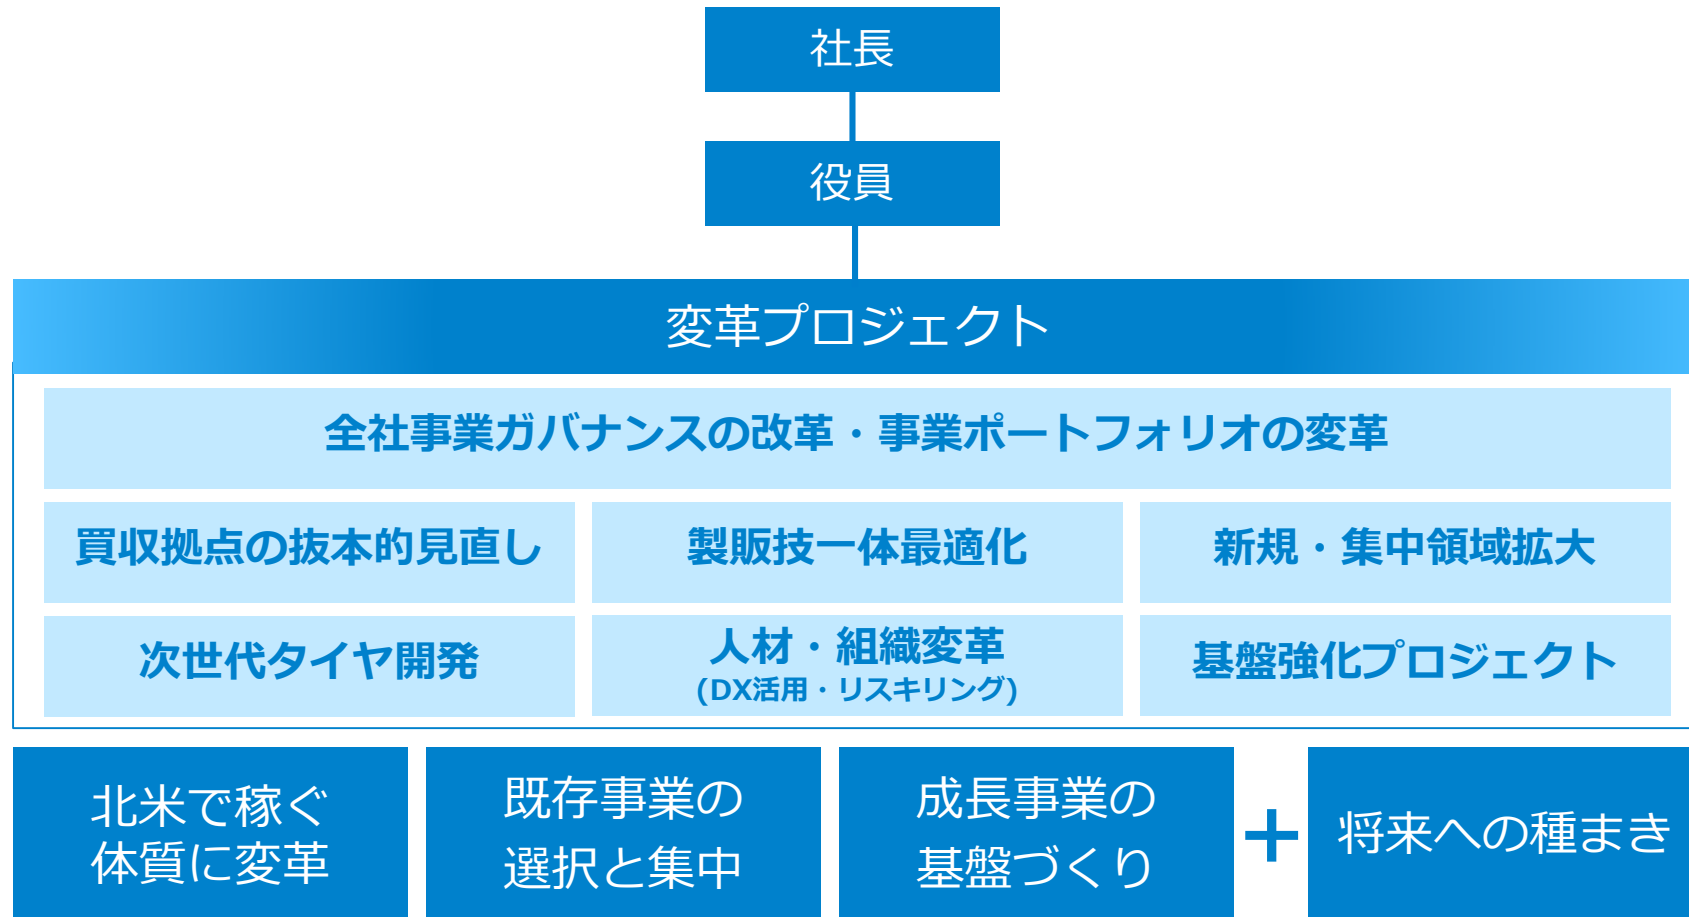 社長
役員
変革プロジェクト
全社事業ガバナンスの改革・事業ポートフォリオの変革
買収拠点の抜本的見直し
製販技一体最適化
新規・集中領域拡大
次世代タイヤ開発
人材・組織変革
(DX活用・リスキリング)
基盤強化プロジェクト
北米で稼ぐ
体質に変革
既存事業の
選択と集中
成長事業の
基盤づくり
+
将来への種まき